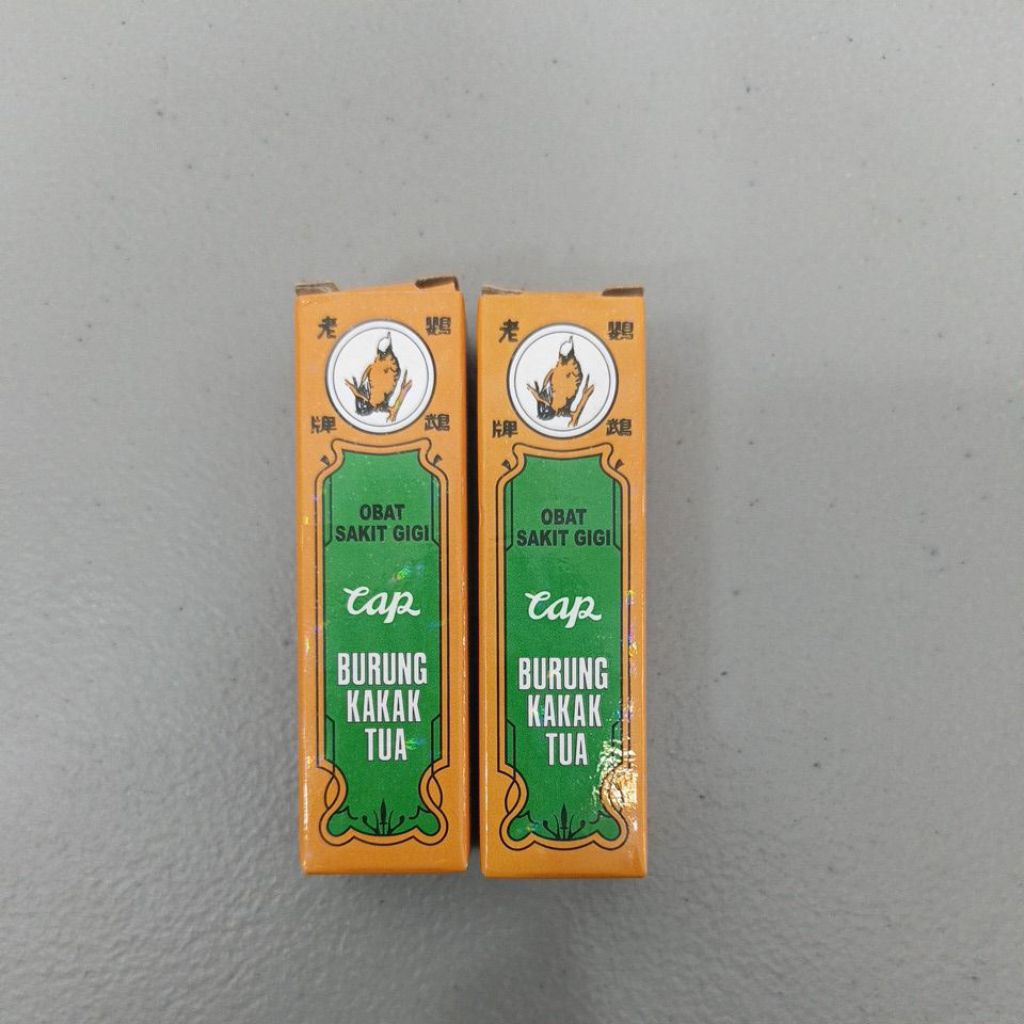 老 鸚
牌 鵡
OBAT
SAKIT GIGI
Cap
BURUNG
KAKAK
TUA
老 鸚
牌 鵡
OBAT
SAKIT GIGI
Cap
BURUNG
KAKAK
TUA